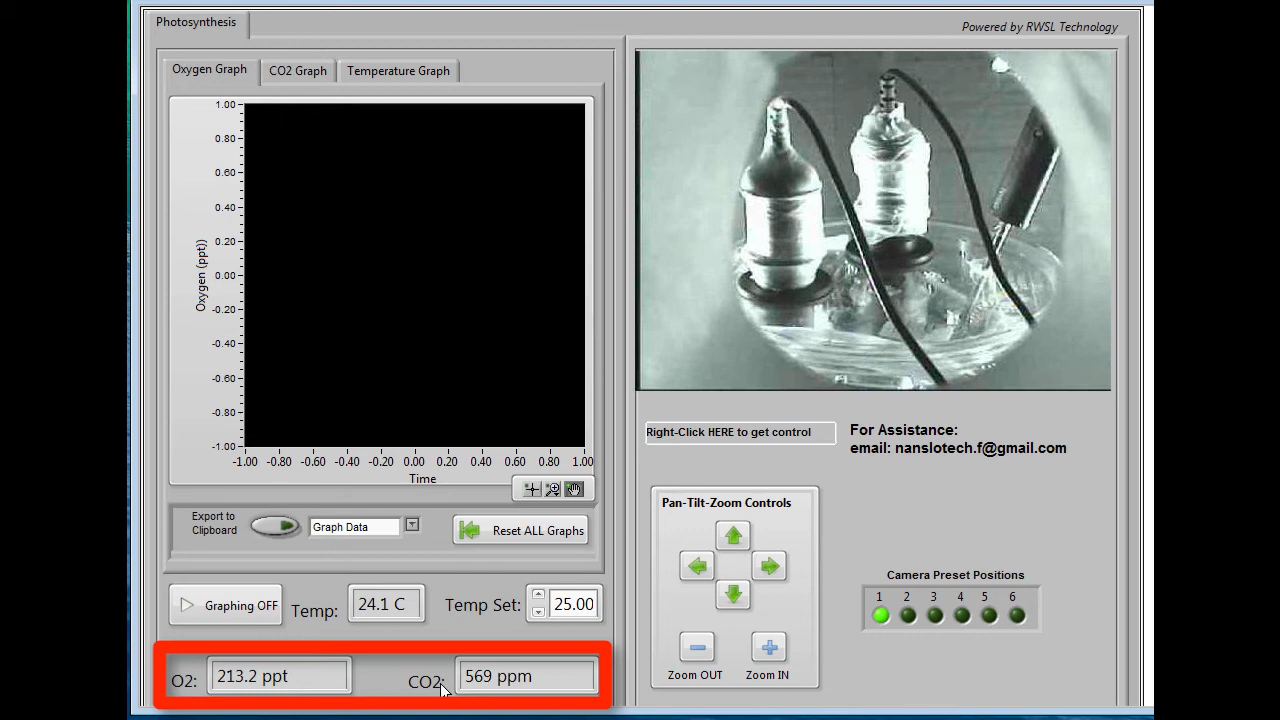 Photosynthesis
Powered by RWSL Technology
Oxygen Graph
CO2 Graph
Temperature Graph
1.00
0.80
0.60
0.40
0.20
0.00
-0.20
-0.40
-0.60
-0.80
-1.00
Oxygen (ppt))
-1.00 -0.80 -0.60 -0.40 -0.20 0.00 0.20 0.40 0.60 0.80 1.00
Time
Export to
Clipboard
Graph Data
Reset ALL Graphs
Graphing OFF
Temp:
24.1 C
Temp Set:
25.00
O2:
213.2 ppt
CO2:
569 ppm
Right-Click HERE to get control
For Assistance:
email: nanslotech.f@gmail.com
Pan-Tilt-Zoom Controls
Zoom OUT
Zoom IN
Camera Preset Positions
1 2 3 4 5 6